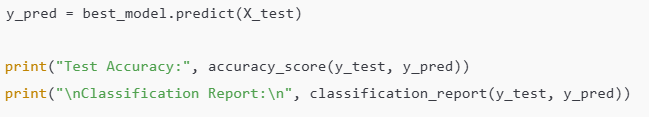 y_pred = best_model.predict(X_test)
print("Test Accuracy:", accuracy_score(y_test, y_pred))
print("\nClassification Report:\n", classification_report(y_test, y_pred))